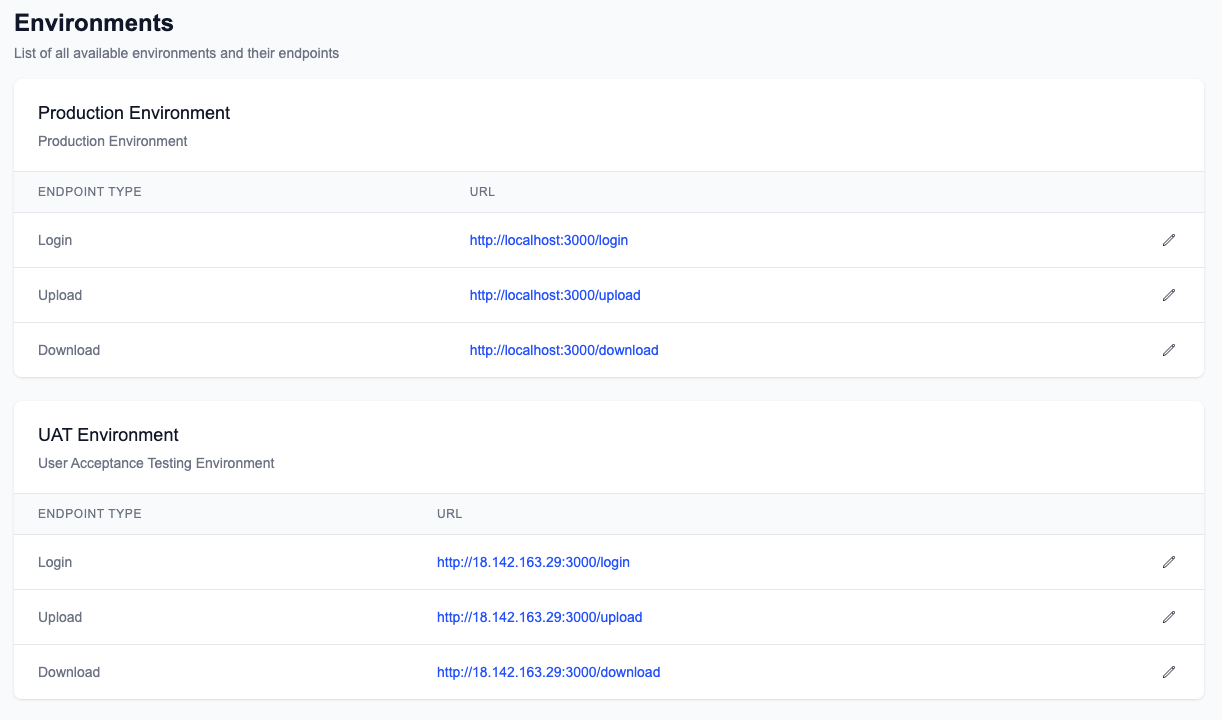 Environments
List of all available environments and their endpoints
Production Environment
Production Environment
ENDPOINT TYPE URL
Login http://localhost:3000/login
Upload http://localhost:3000/upload
Download http://localhost:3000/download
UAT Environment
User Acceptance Testing Environment
ENDPOINT TYPE URL
Login http://18.142.163.29:3000/login
Upload http://18.142.163.29:3000/upload
Download http://18.142.163.29:3000/download